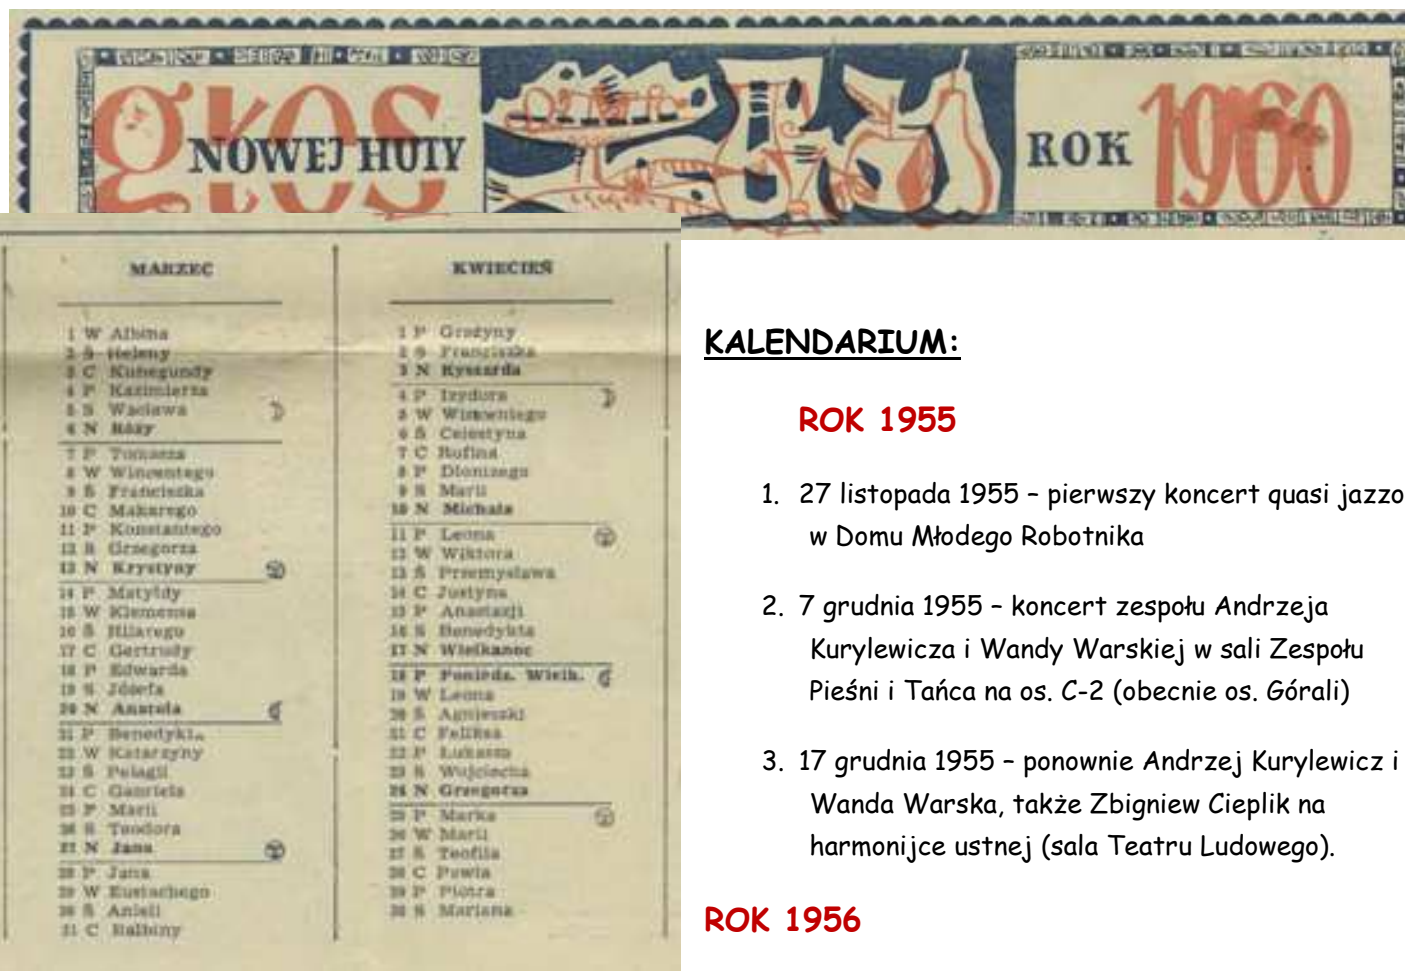 głos
NOWEJ HUTY
ROK 1960
MARZEC
1 W Albina
2 S Heleny
3 C Kunegundy
4 P Kazimierza
5 S Wacława
6 N Róży
7 P Tomasza
8 W Wincentego
9 S Franciszka
10 C Makarego
11 P Konstantego
12 S Grzegorza
13 N Krystyny
14 P Matyldy
15 W Klemensa
16 S Hilarego
17 C Gertrudy
18 P Edwarda
19 S Józefa
20 N Anatola
21 P Benedykta
22 W Katarzyny
23 S Pelagii
24 C Gabriela
25 P Marii
26 S Teodora
27 N Jana
28 P Jana
29 W Eustachego
30 S Anieli
31 C Balbiny
KWIECIEŃ
1 P Grażyny
2 S Franciszka
3 N Ryszarda
4 P Izydora
5 W Wincentego
6 S Celestyna
7 C Rufina
8 P Dionizego
9 S Marii
10 N Michała
11 P Leona
12 W Wiktora
13 S Przemysława
14 C Justyna
15 P Anastazji
16 S Benedykta
17 N Wielkanoc
18 P Poniedz. Wielk.
19 W Leona
20 S Agnieszki
21 C Feliksa
22 P Łukasza
23 S Wojciecha
24 N Grzegorza
25 P Marka
26 W Marii
27 S Teofila
28 C Pawła
29 P Piotra
30 S Mariana
KALENDARIUM:
ROK 1955
1. 27 listopada 1955 – pierwszy koncert quasi jazzo
w Domu Młodego Robotnika
2. 7 grudnia 1955 – koncert zespołu Andrzeja
Kurylewicza i Wandy Warskiej w sali Zespołu
Pieśni i Tańca na os. C-2 (obecnie os. Górali)
3. 17 grudnia 1955 – ponownie Andrzej Kurylewicz i
Wanda Warska, także Zbigniew Cieplik na
harmonijce ustnej (sala Teatru Ludowego).
ROK 1956